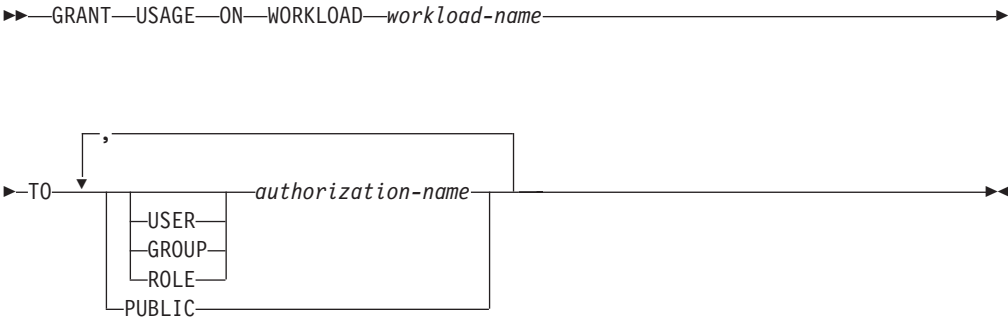 GRANT USAGE ON WORKLOAD workload-name
,
TO authorization-name
USER
GROUP
ROLE
PUBLIC